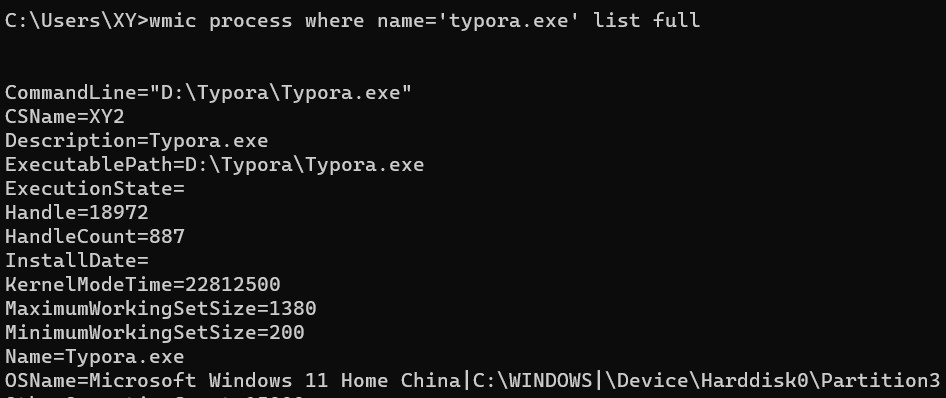 C:\Users\XY>wmic process where name='typora.exe' list full
CommandLine="D:\Typora\Typora.exe"
CSName=XY2
Description=Typora.exe
ExecutablePath=D:\Typora\Typora.exe
ExecutionState=
Handle=18972
HandleCount=887
InstallDate=
KernelModeTime=22812500
MaximumWorkingSetSize=1380
MinimumWorkingSetSize=200
Name=Typora.exe
OSName=Microsoft Windows 11 Home China|C:\WINDOWS|\Device\Harddisk0\Partition3